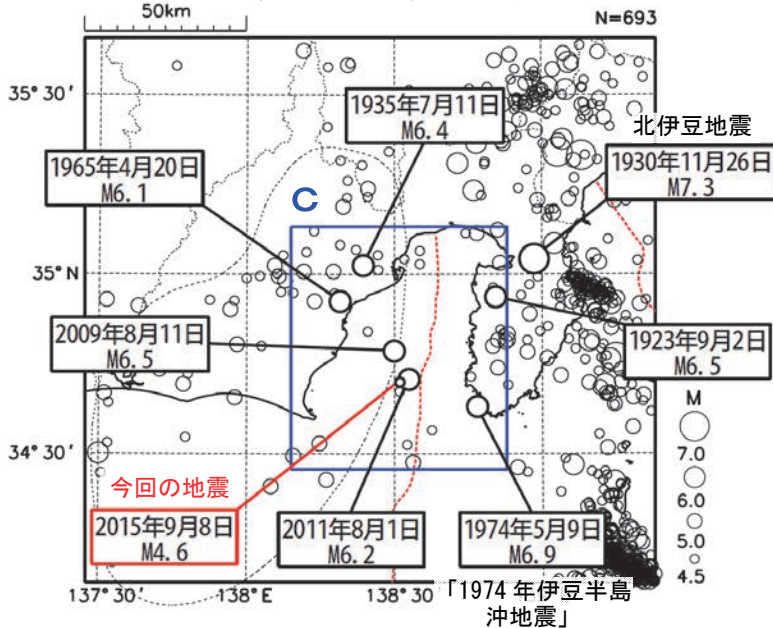 50km
N=693
35°30′
1935年7月11日
M6.4
北伊豆地震
1965年4月20日
M6.1
1930年11月26日
M7.3
C
35°N
2009年8月11日
M6.5
1923年9月2日
M6.5
M
7.0
6.0
5.0
4.5
34°30′
今回の地震
2015年9月8日
M4.6
2011年8月1日
M6.2
1974年5月9日
M6.9
137°30′
138°E
138°30′
「1974年伊豆半島
沖地震」